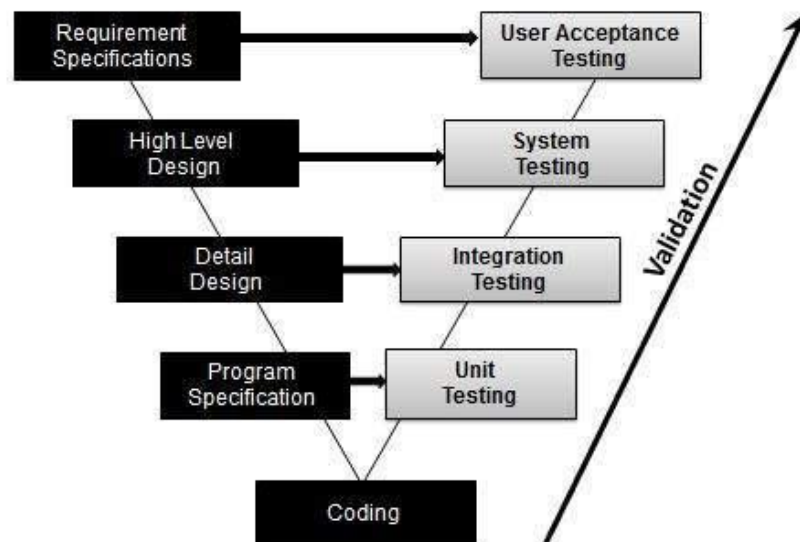 Requirement
Specifications
User Acceptance
Testing
High Level
Design
System
Testing
Detail
Design
Integration
Testing
Program
Specification
Unit
Testing
Coding
Validation